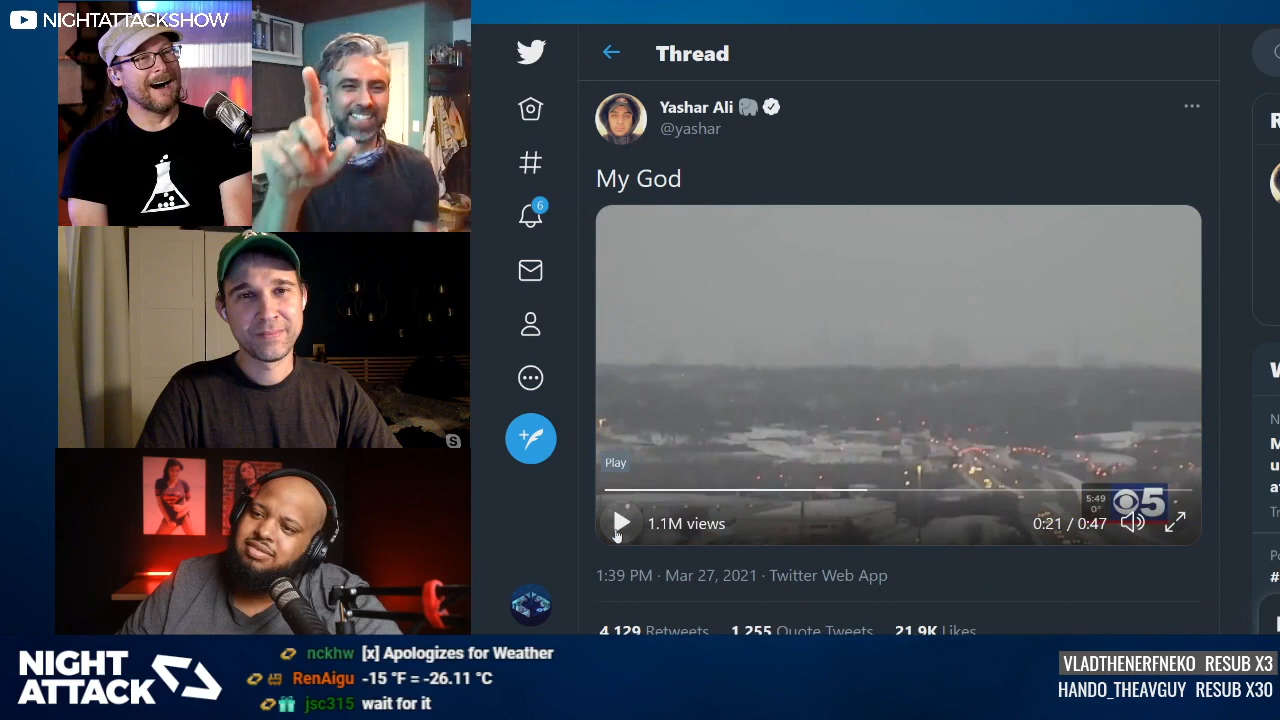 NIGHTATTACKSHOW
Thread
Yashar Ali
@yashar
My God
6
Play
5:49
0°
5
1.1M views
0:21 / 0:47
1:39 PM · Mar 27, 2021 · Twitter Web App
4,129 Retweets 1,255 Quote Tweets 21.9K Likes
NIGHT
ATTACK
nckhw [x] Apologizes for Weather
RenAigu -15 °F = -26.11 °C
jsc315 wait for it
VLADTHENERFNEKO RESUB X3
HANDO_THEAVGUY RESUB X30